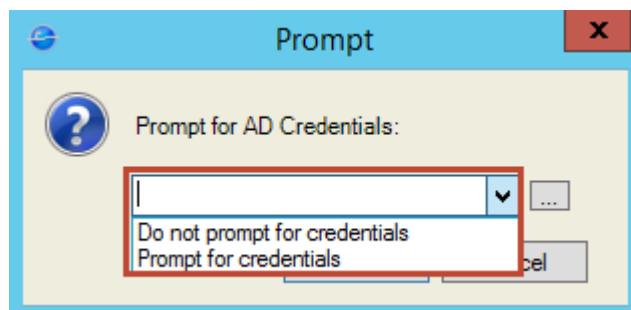 Prompt
x
Prompt for AD Credentials:
...
Do not prompt for credentials
Prompt for credentials